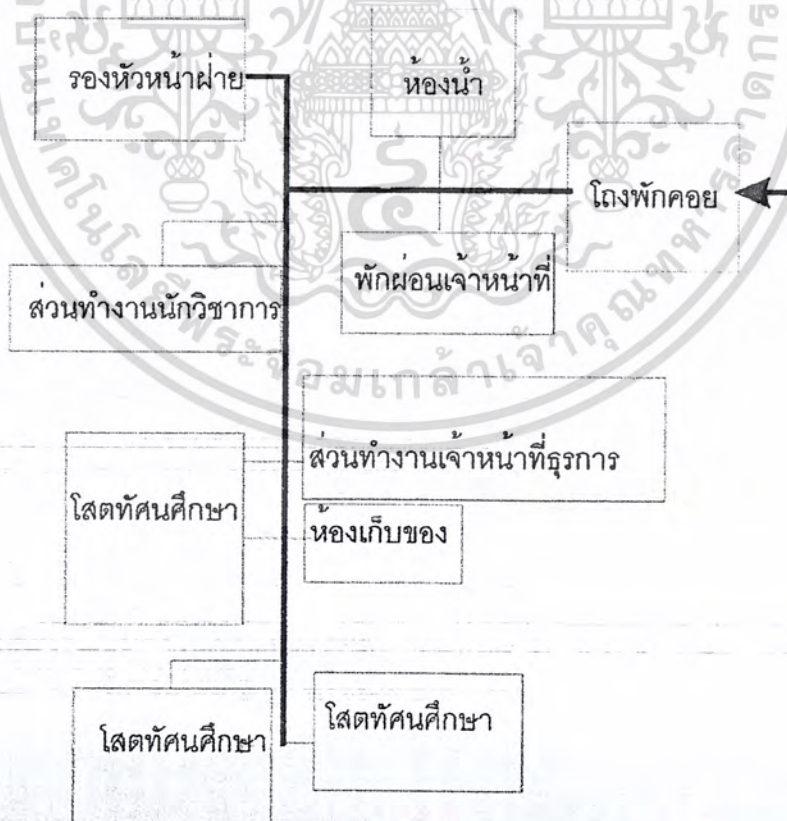 รองหัวหน้าฝ่าย
ห้องน้ำ
โถงพักคอย
พักผ่อนเจ้าหน้าที่
ส่วนทำงานนักวิชาการ
ส่วนทำงานเจ้าหน้าที่ธุรการ
โสตทัศนศึกษา
ห้องเก็บของ
โสตทัศนศึกษา
โสตทัศนศึกษา